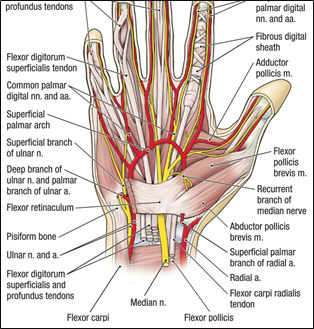 profundus tendons
Flexor digitorum
superficialis tendon
Common palmar
digital nn. and aa.
Superficial
palmar arch
Superficial branch
of ulnar n.
Deep branch of
ulnar n. and palmar
branch of ulnar a.
Flexor retinaculum
Pisiform bone
Ulnar n. and a.
Flexor digitorum
superficialis and
profundus tendons
Flexor carpi
Median n.
Flexor pollicis
palmar digital
nn. and aa.
Fibrous digital
sheath
Adductor
pollicis m.
Flexor
pollicis
brevis m.
Recurrent
branch of
median nerve
Abductor pollicis
brevis m.
Superficial palmar
branch of radial a.
Radial a.
Flexor carpi radialis
tendon